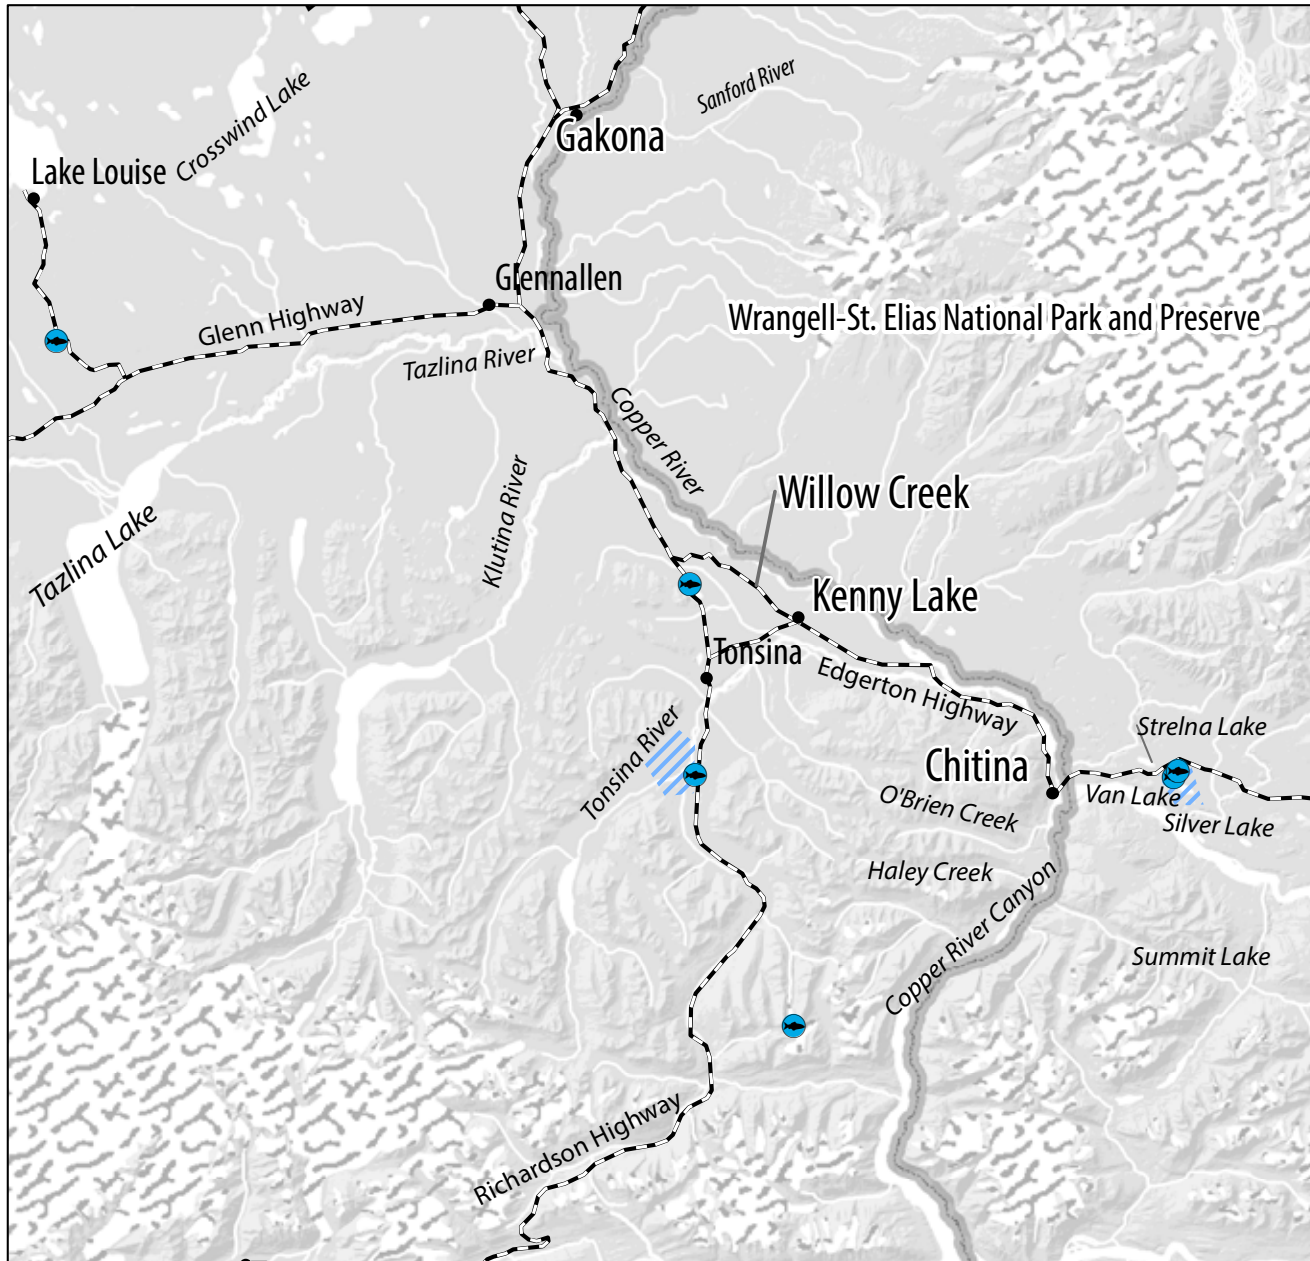 Sanford River
Crosswind Lake
Gakona
Lake Louise
Glennallen
Glenn Highway
Wrangell-St. Elias National Park and Preserve
Tazlina River
Copper River
Klutina River
Willow Creek
Tazlina Lake
Kenny Lake
Tonsina
Edgerton Highway
Tonsina River
Strelna Lake
Chitina
Van Lake
O'Brien Creek
Silver Lake
Haley Creek
Copper River Canyon
Summit Lake
Richardson Highway